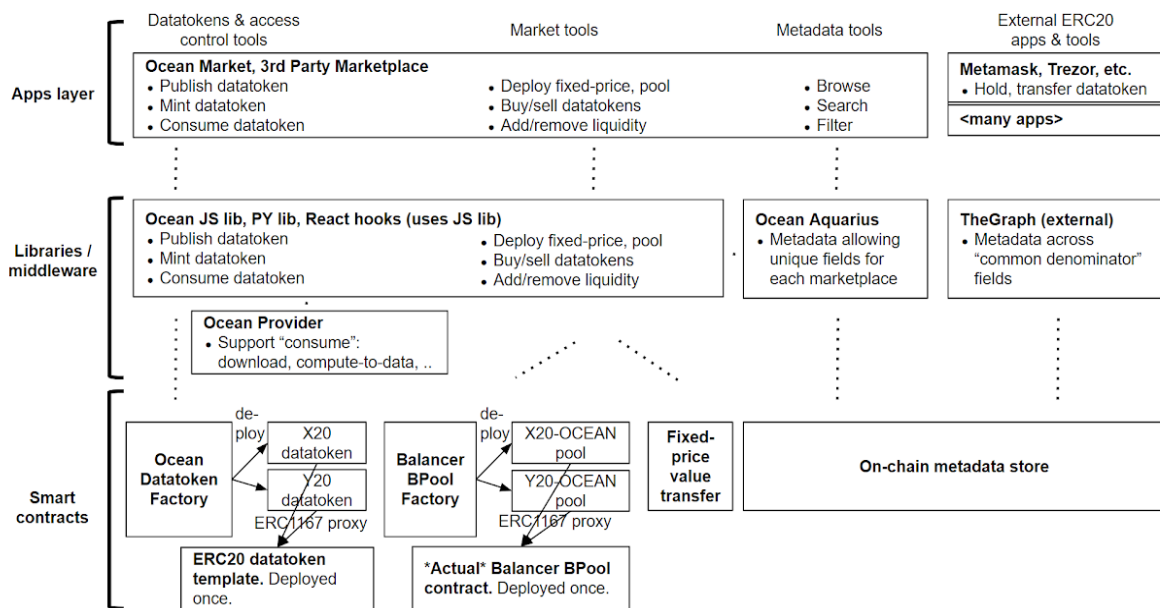 Datatokens & access
control tools
Market tools
Metadata tools
External ERC20
apps & tools
Apps layer
Ocean Market, 3rd Party Marketplace
• Publish datatoken
• Mint datatoken
• Consume datatoken
• Deploy fixed-price, pool
• Buy/sell datatokens
• Add/remove liquidity
• Browse
• Search
• Filter
Metamask, Trezor, etc.
• Hold, transfer datatoken
<many apps>
Libraries /
middleware
Ocean JS lib, PY lib, React hooks (uses JS lib)
• Publish datatoken
• Mint datatoken
• Consume datatoken
• Deploy fixed-price, pool
• Buy/sell datatokens
• Add/remove liquidity
Ocean Aquarius
• Metadata allowing
unique fields for
each marketplace
TheGraph (external)
• Metadata across
“common denominator”
fields
Ocean Provider
• Support “consume”:
download, compute-to-data, ..
Smart
contracts
Ocean
Datatoken
Factory
de-
ploy
X20
datatoken
Y20
datatoken
ERC1167 proxy
ERC20 datatoken
template. Deployed
once.
Balancer
BPool
Factory
de-
ploy
X20-OCEAN
pool
Y20-OCEAN
pool
ERC1167 proxy
*Actual* Balancer BPool
contract. Deployed once.
Fixed-
price
value
transfer
On-chain metadata store